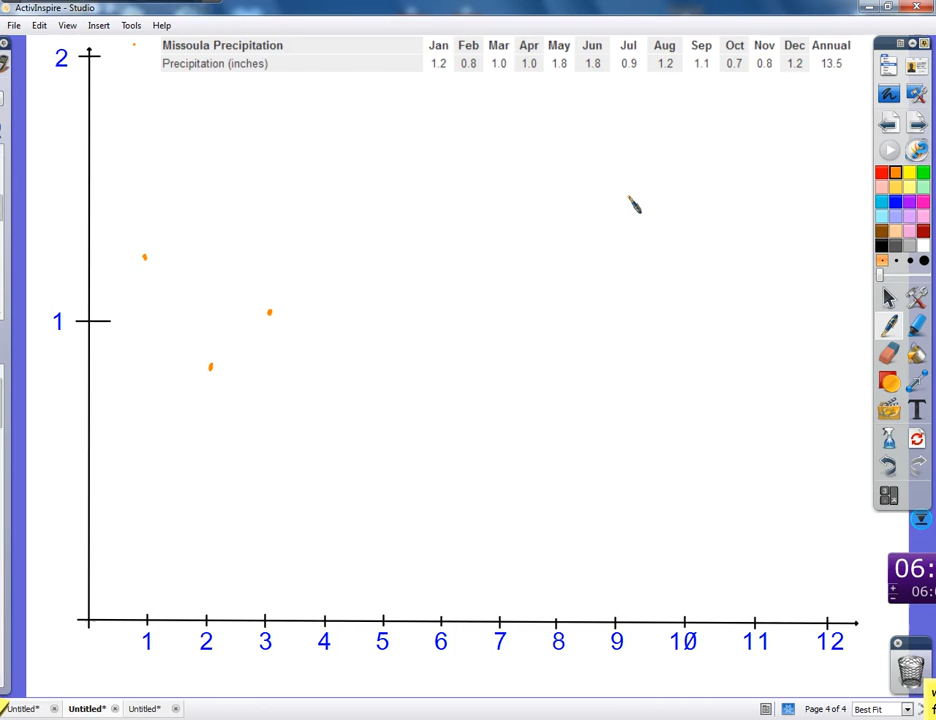 ActivInspire - Studio
File Edit View Insert Tools Help
Missoula Precipitation Jan Feb Mar Apr May Jun Jul Aug Sep Oct Nov Dec Annual
Precipitation (inches) 1.2 0.8 1.0 1.0 1.8 1.8 0.9 1.2 1.1 0.7 0.8 1.2 13.5
2
1
1 2 3 4 5 6 7 8 9 10 11 12
06:
06:
Untitled* Untitled* Untitled* Page 4 of 4 Best Fit